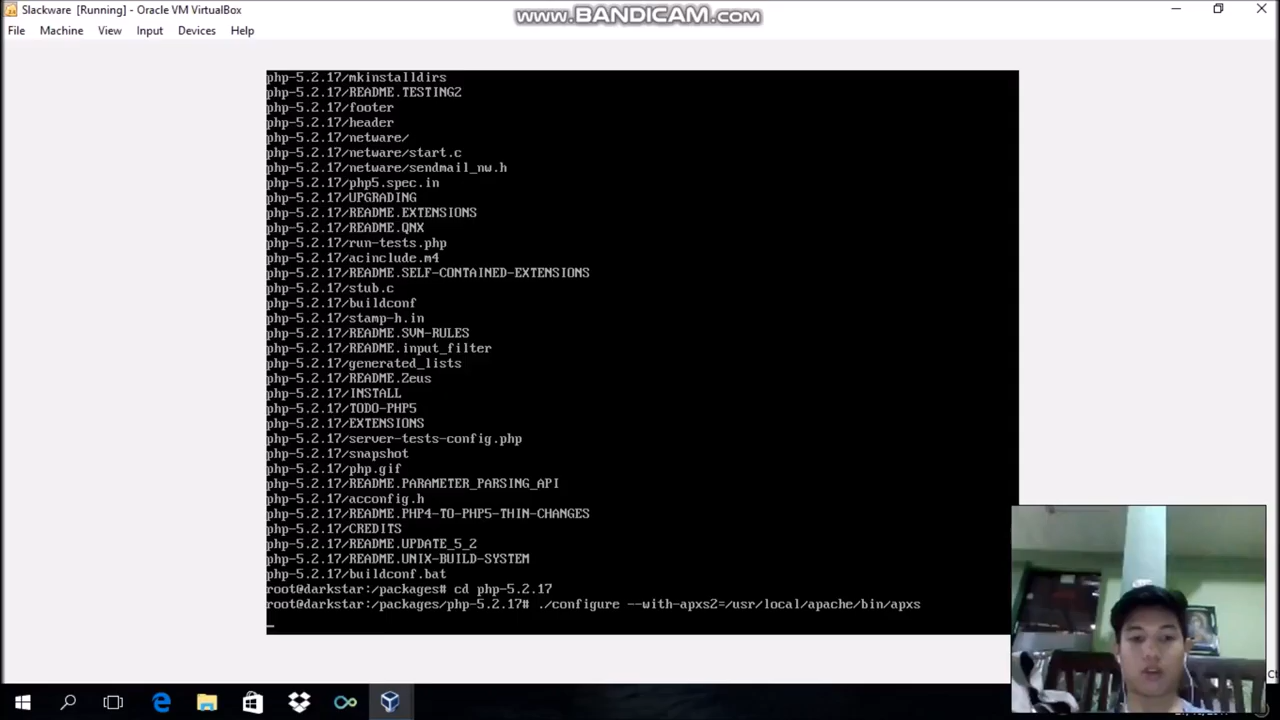 Slackware [Running] - Oracle VM VirtualBox
www.BANDICAM.com
File Machine View Input Devices Help
php-5.2.17/mkinstalldirs
php-5.2.17/README.TESTING2
php-5.2.17/footer
php-5.2.17/header
php-5.2.17/netware/
php-5.2.17/netware/start.c
php-5.2.17/netware/sendmail_nw.h
php-5.2.17/php5.spec.in
php-5.2.17/UPGRADING
php-5.2.17/README.EXTENSIONS
php-5.2.17/README.QNX
php-5.2.17/run-tests.php
php-5.2.17/acinclude.m4
php-5.2.17/README.SELF-CONTAINED-EXTENSIONS
php-5.2.17/stub.c
php-5.2.17/buildconf
php-5.2.17/stamp-h.in
php-5.2.17/README.SVN-RULES
php-5.2.17/README.input_filter
php-5.2.17/generated_lists
php-5.2.17/README.Zeus
php-5.2.17/INSTALL
php-5.2.17/TODO-PHP5
php-5.2.17/EXTENSIONS
php-5.2.17/server-tests-config.php
php-5.2.17/snapshot
php-5.2.17/php.gif
php-5.2.17/README.PARAMETER_PARSING_API
php-5.2.17/acconfig.h
php-5.2.17/README.PHP4-TO-PHP5-THIN-CHANGES
php-5.2.17/CREDITS
php-5.2.17/README.UPDATE_5_2
php-5.2.17/README.UNIX-BUILD-SYSTEM
php-5.2.17/buildconf.bat
root@darkstar:/packages# cd php-5.2.17
root@darkstar:/packages/php-5.2.17# ./configure --with-apxs2=/usr/local/apache/bin/apxs